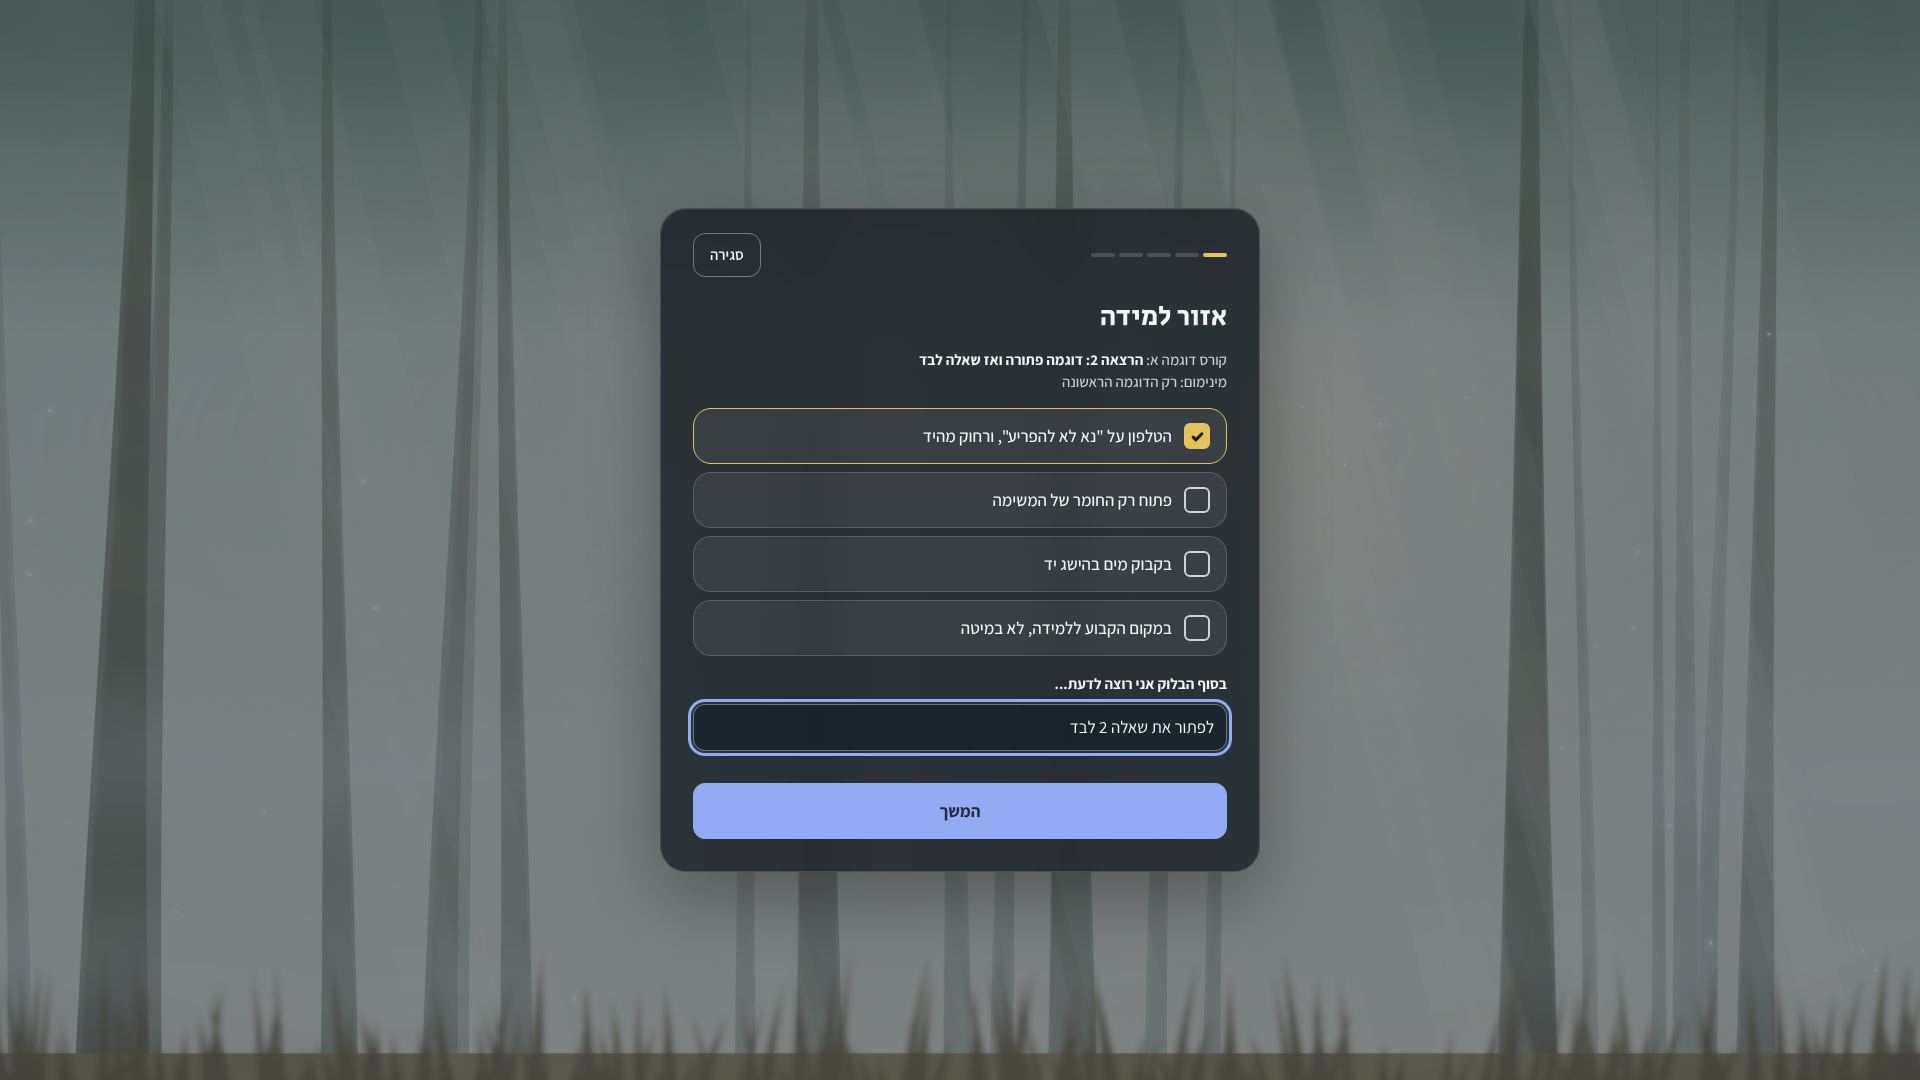 סגירה
אזור למידה
קורס דוגמה א: הרצאה 2: דוגמה פתורה ואז שאלה לבד
מינימום: רק הדוגמה הראשונה
הטלפון על "נא לא להפריע", ורחוק מהיד
פתוח רק החומר של המשימה
בקבוק מים בהישג יד
במקום הקבוע ללמידה, לא במיטה
בסוף הבלוק אני רוצה לדעת...
לפתור את שאלה 2 לבד
המשך